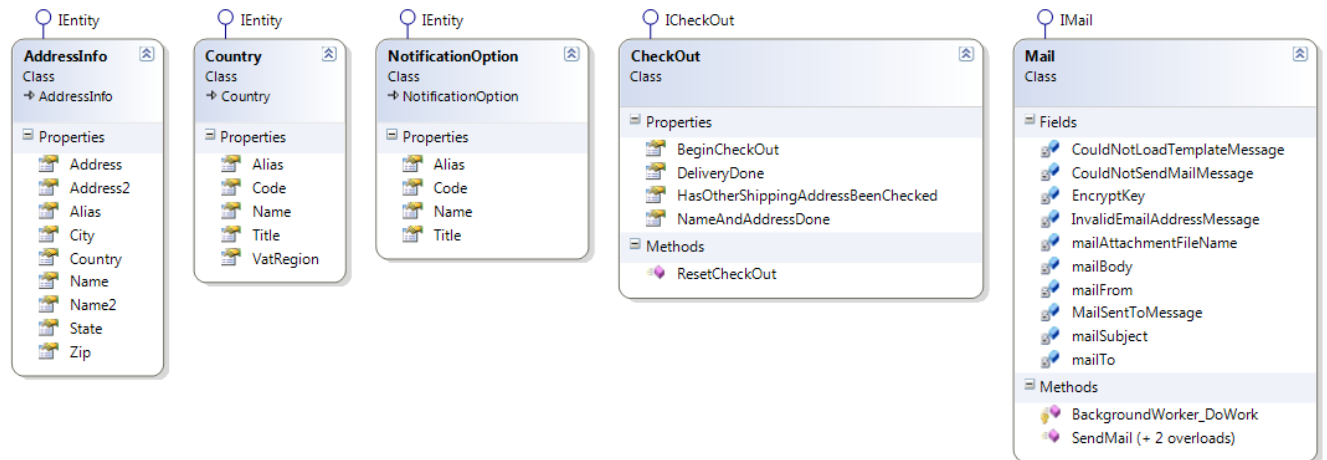 IEntity
AddressInfo
Class
AddressInfo
Properties
Address
Address2
Alias
City
Country
Name
Name2
State
Zip
IEntity
Country
Class
Country
Properties
Alias
Code
Name
Title
VatRegion
IEntity
NotificationOption
Class
NotificationOption
Properties
Alias
Code
Name
Title
ICheckOut
CheckOut
Class
Properties
BeginCheckOut
DeliveryDone
HasOtherShippingAddressBeenChecked
NameAndAddressDone
Methods
ResetCheckOut
IMail
Mail
Class
Fields
CouldNotLoadTemplateMessage
CouldNotSendMailMessage
EncryptKey
InvalidEmailAddressMessage
mailAttachmentFileName
mailBody
mailFrom
MailSentToMessage
mailSubject
mailTo
Methods
BackgroundWorker_DoWork
SendMail (+ 2 overloads)